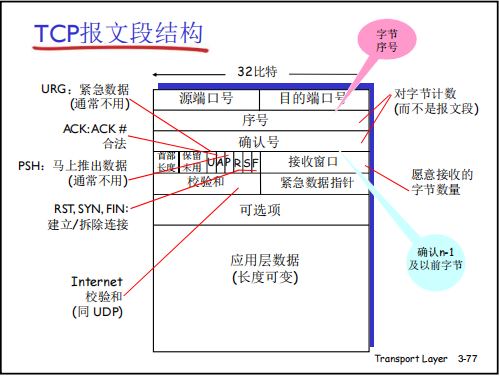 TCP报文段结构
字节
序号
32比特
URG：紧急数据
(通常不用)
源端口号
目的端口号
对字节计数
(而不是报文段)
序号
ACK:ACK #
合法
确认号
首部
长度
保留
未用
UAPRSF
接收窗口
PSH：马上推出数据
(通常不用)
愿意接收的
字节数量
校验和
紧急数据指针
RST, SYN, FIN:
建立/拆除连接
可选项
确认n-1
及以前字节
应用层数据
(长度可变)
Internet
校验和
(同 UDP)
Transport Layer 3-77